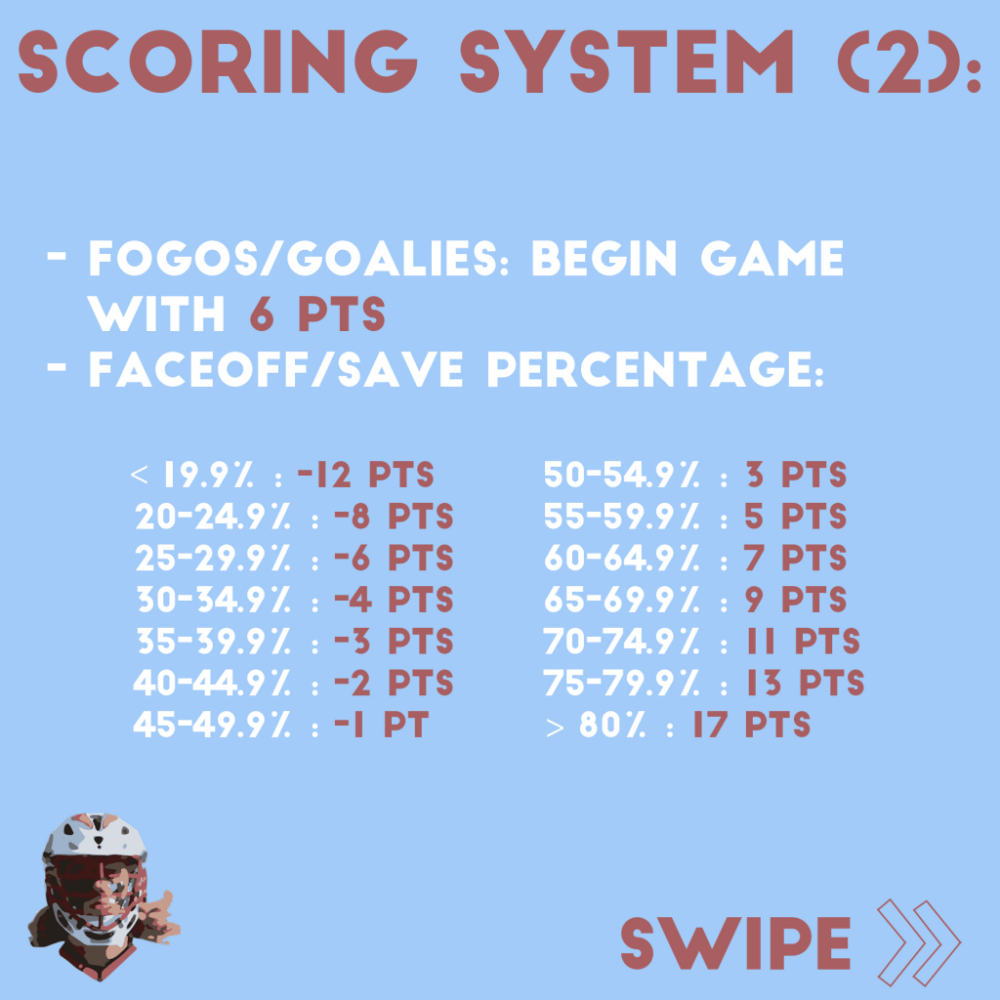 SCORING SYSTEM (2):
- FOGOS/GOALIES: BEGIN GAME
WITH 6 PTS
- FACEOFF/SAVE PERCENTAGE:
< 19.9% : -12 PTS
20-24.9% : -8 PTS
25-29.9% : -6 PTS
30-34.9% : -4 PTS
35-39.9% : -3 PTS
40-44.9% : -2 PTS
45-49.9% : -1 PT
50-54.9% : 3 PTS
55-59.9% : 5 PTS
60-64.9% : 7 PTS
65-69.9% : 9 PTS
70-74.9% : 11 PTS
75-79.9% : 13 PTS
> 80% : 17 PTS
SWIPE